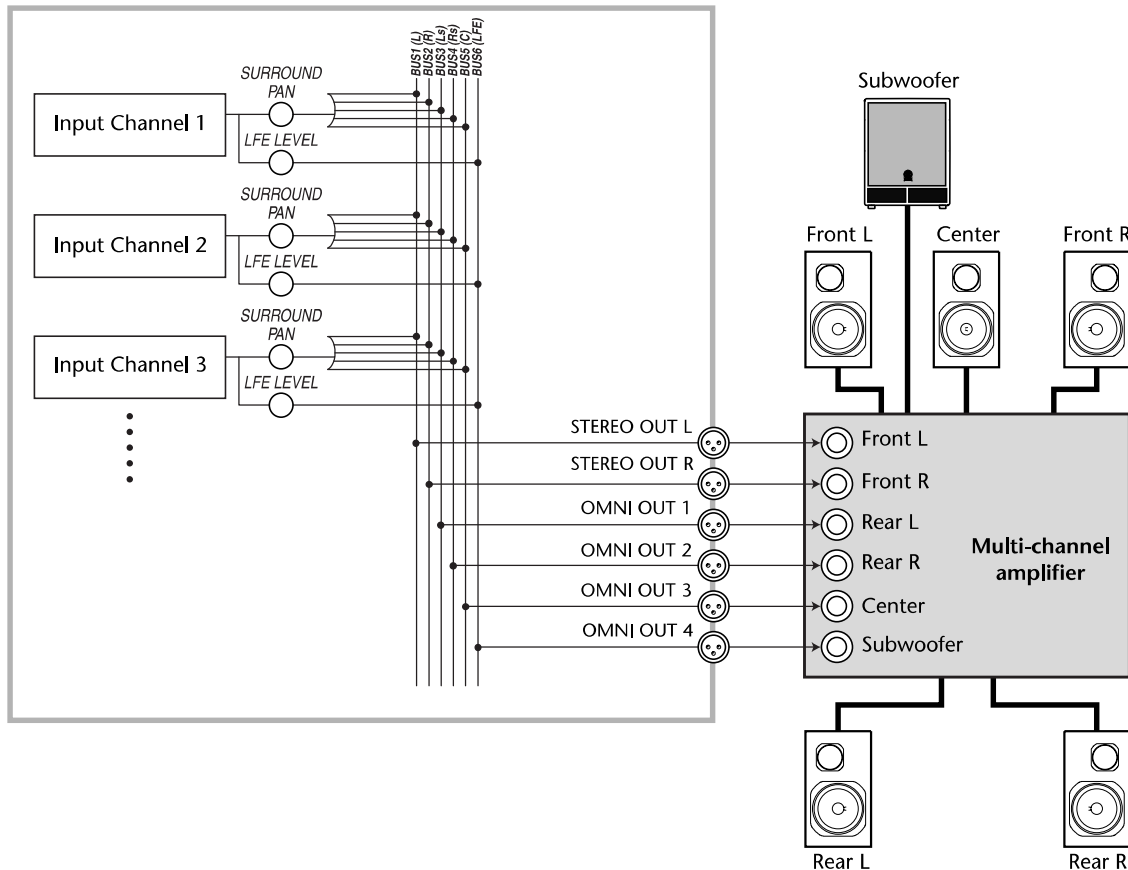 BUS1 (L)
BUS2 (R)
BUS3 (Ls)
BUS4 (Rs)
BUS5 (C)
BUS6 (LFE)
SURROUND
PAN
Input Channel 1
LFE LEVEL
SURROUND
PAN
Input Channel 2
LFE LEVEL
SURROUND
PAN
Input Channel 3
LFE LEVEL
STEREO OUT L
STEREO OUT R
OMNI OUT 1
OMNI OUT 2
OMNI OUT 3
OMNI OUT 4
Subwoofer
Front L
Center
Front R
Front L
Front R
Rear L
Rear R
Center
Subwoofer
Multi-channel
amplifier
Rear L
Rear R